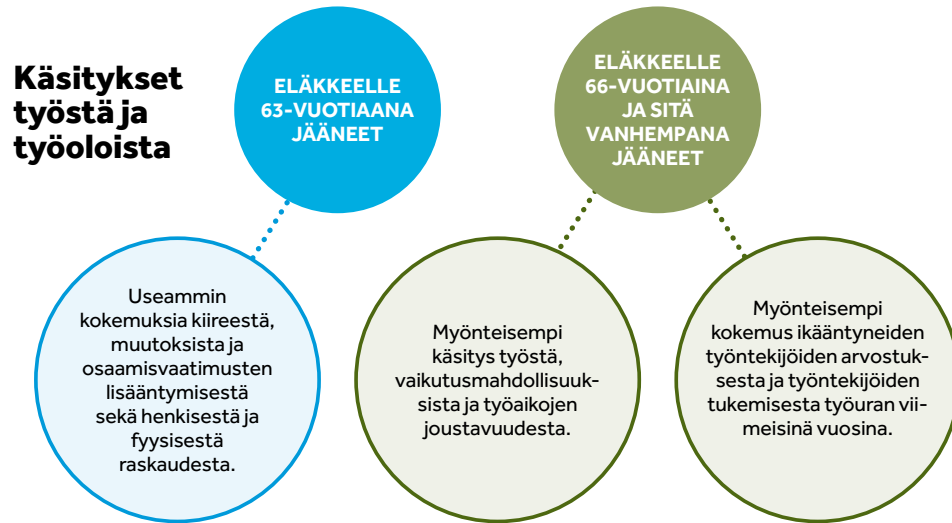 Käsitykset
työstä ja
työoloista
ELÄKKEELLE
63-VUOTIAANA
JÄÄNEET
ELÄKKEELLE
66-VUOTIAINA
JA SITÄ
VANHEMPANA
JÄÄNEET
Useammin
kokemuksia kiireestä,
muutoksista ja
osaamisvaatimusten
lisääntymisestä
sekä henkisestä ja
fyysisestä
raskaudesta.
Myönteisempi
käsitys työstä,
vaikutusmahdollisuuk-
sista ja työaikojen
joustavuudesta.
Myönteisempi
kokemus ikääntyneiden
työntekijöiden arvostuk-
sesta ja työntekijöiden
tukemisesta työuran vii-
meisinä vuosina.